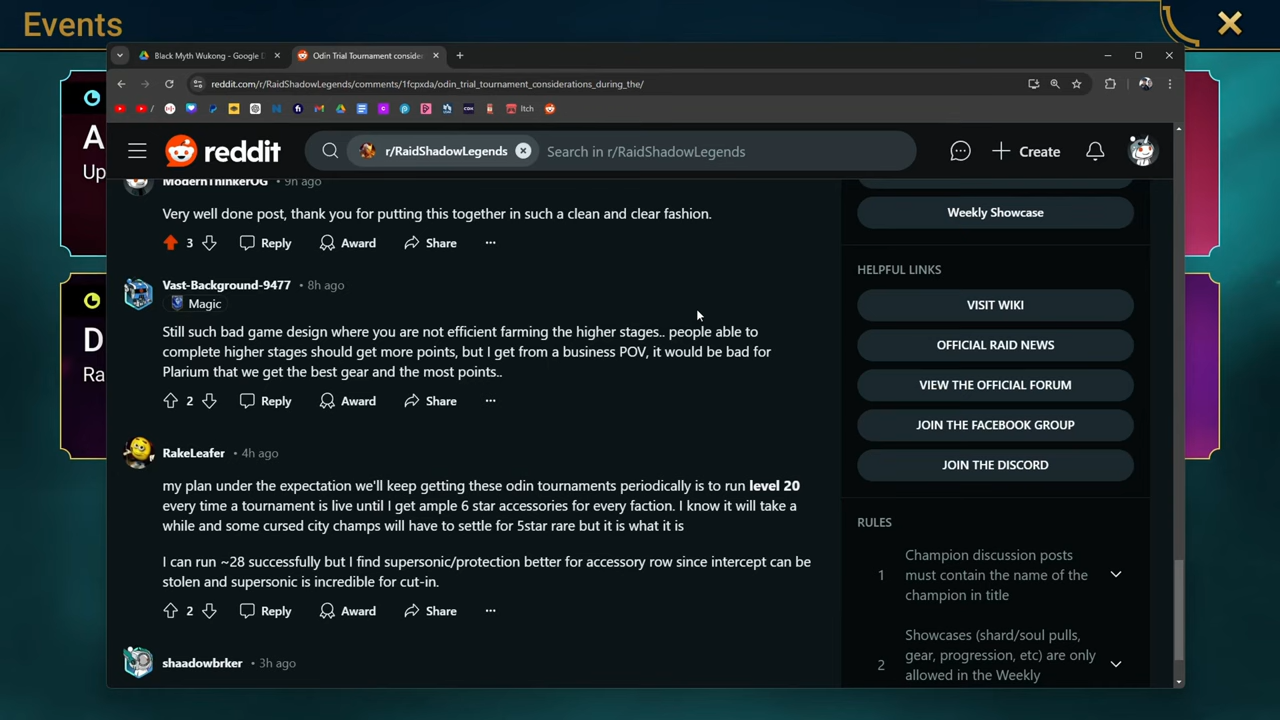 Events
Black Myth Wukong - Google D
Odin Trial Tournament consider
reddit.com/r/RaidShadowLegends/comments/1fcpxda/odin_trial_tournament_considerations_during_the/
Itch
reddit
r/RaidShadowLegends
Search in r/RaidShadowLegends
Create
A
Up
D
Ra
ModernThinkerOG • 9h ago
Very well done post, thank you for putting this together in such a clean and clear fashion.
3 Reply Award Share
Vast-Background-9477 • 8h ago
Magic
Still such bad game design where you are not efficient farming the higher stages.. people able to
complete higher stages should get more points, but I get from a business POV, it would be bad for
Plarium that we get the best gear and the most points..
2 Reply Award Share
RakeLeafer • 4h ago
my plan under the expectation we'll keep getting these odin tournaments periodically is to run level 20
every time a tournament is live until I get ample 6 star accessories for every faction. I know it will take a
while and some cursed city champs will have to settle for 5star rare but it is what it is
I can run ~28 successfully but I find supersonic/protection better for accessory row since intercept can be
stolen and supersonic is incredible for cut-in.
2 Reply Award Share
shaadowbrker • 3h ago
Weekly Showcase
HELPFUL LINKS
VISIT WIKI
OFFICIAL RAID NEWS
VIEW THE OFFICIAL FORUM
JOIN THE FACEBOOK GROUP
JOIN THE DISCORD
RULES
1 Champion discussion posts
must contain the name of the
champion in title
2 Showcases (shard/soul pulls,
gear, progression, etc) are only
allowed in the Weekly